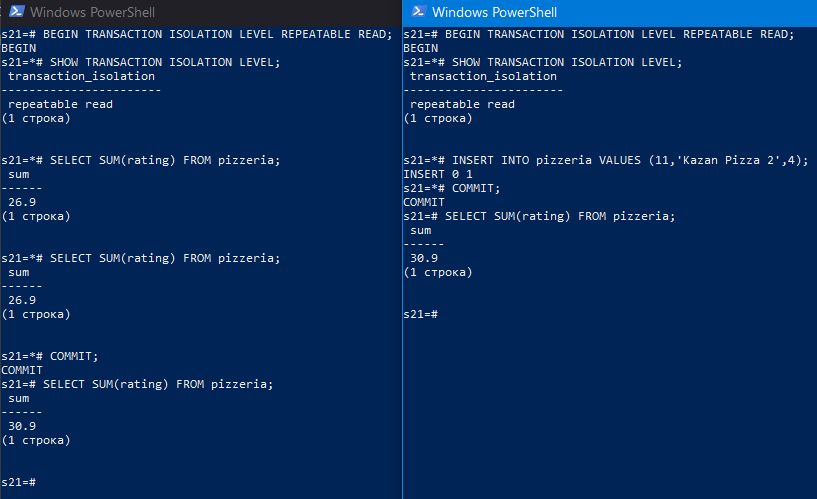 Windows PowerShell
s21=# BEGIN TRANSACTION ISOLATION LEVEL REPEATABLE READ;
BEGIN
s21=*# SHOW TRANSACTION ISOLATION LEVEL;
transaction_isolation
-----------------------
repeatable read
(1 строка)
s21=*# SELECT SUM(rating) FROM pizzeria;
sum
------
26.9
(1 строка)
s21=*# SELECT SUM(rating) FROM pizzeria;
sum
------
26.9
(1 строка)
s21=*# COMMIT;
COMMIT
s21=# SELECT SUM(rating) FROM pizzeria;
sum
------
30.9
(1 строка)
s21=#
Windows PowerShell
s21=# BEGIN TRANSACTION ISOLATION LEVEL REPEATABLE READ;
BEGIN
s21=*# SHOW TRANSACTION ISOLATION LEVEL;
transaction_isolation
-----------------------
repeatable read
(1 строка)
s21=*# INSERT INTO pizzeria VALUES (11,'Kazan Pizza 2',4);
INSERT 0 1
s21=*# COMMIT;
COMMIT
s21=# SELECT SUM(rating) FROM pizzeria;
sum
------
30.9
(1 строка)
s21=#